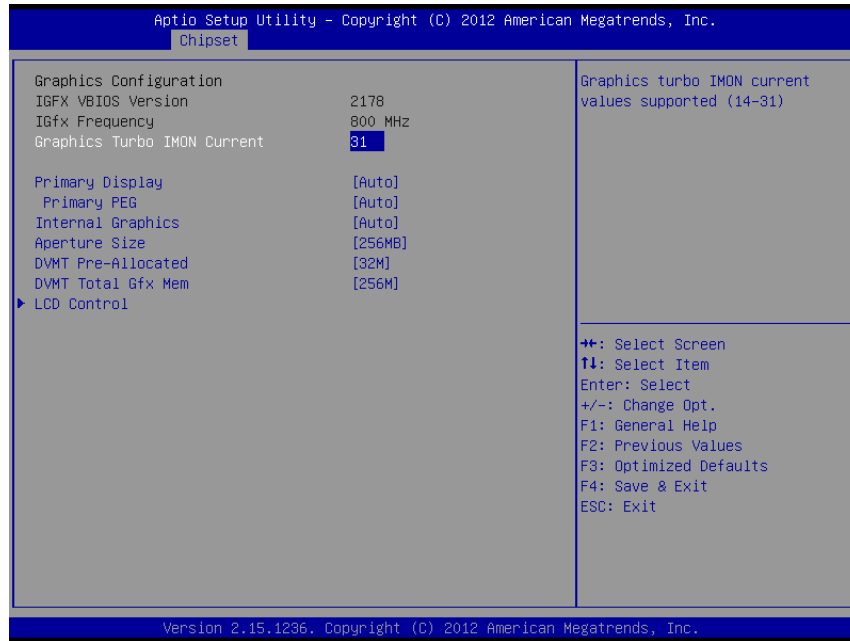 Aptio Setup Utility – Copyright (C) 2012 American Megatrends, Inc.
Chipset
Graphics Configuration
IGFX VBIOS Version 2178
IGfx Frequency 800 MHz
Graphics Turbo IMON Current 31
Primary Display [Auto]
Primary PEG [Auto]
Internal Graphics [Auto]
Aperture Size [256MB]
DVMT Pre-Allocated [32M]
DVMT Total Gfx Mem [256M]
LCD Control
Graphics turbo IMON current
values supported (14-31)
→←: Select Screen
↑↓: Select Item
Enter: Select
+/-: Change Opt.
F1: General Help
F2: Previous Values
F3: Optimized Defaults
F4: Save & Exit
ESC: Exit
Version 2.15.1236. Copyright (C) 2012 American Megatrends, Inc.